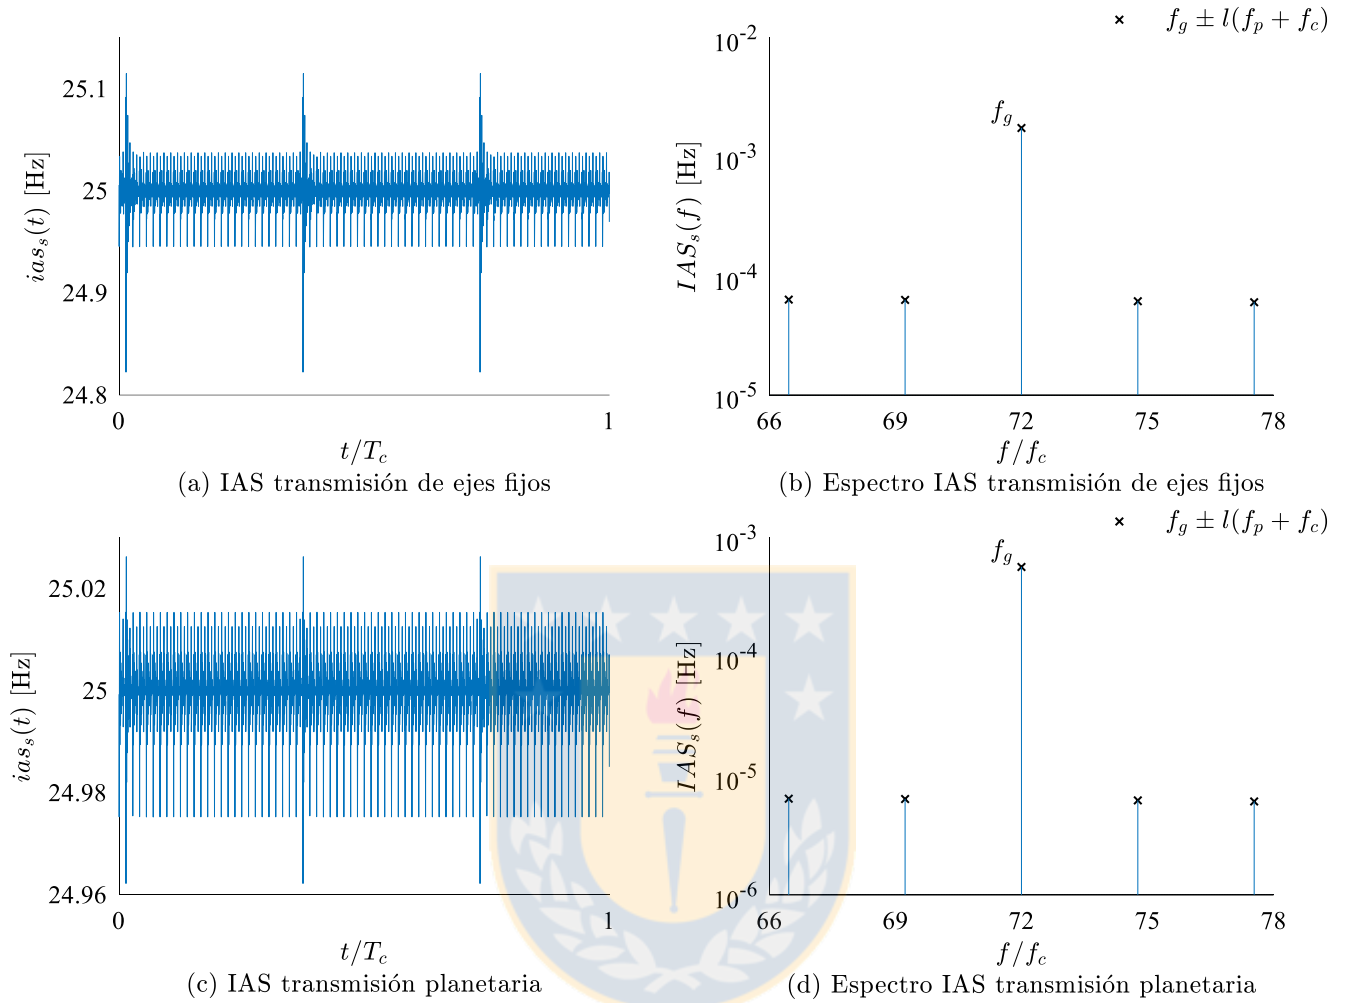 f_g ± l(f_p + f_c)
10^-2
25.1
f_g
ias_s(t) [Hz]
25
10^-3
IAS_s(f) [Hz]
24.9
10^-4
24.8
10^-5
0
1
66
69
72
75
78
t/T_c
f/f_c
(a) IAS transmisión de ejes fijos
(b) Espectro IAS transmisión de ejes fijos
f_g ± l(f_p + f_c)
10^-3
f_g
25.02
ias_s(t) [Hz]
25
10^-4
IAS_s(f) [Hz]
24.98
10^-5
24.96
10^-6
0
1
66
69
72
75
78
t/T_c
f/f_c
(c) IAS transmisión planetaria
(d) Espectro IAS transmisión planetaria